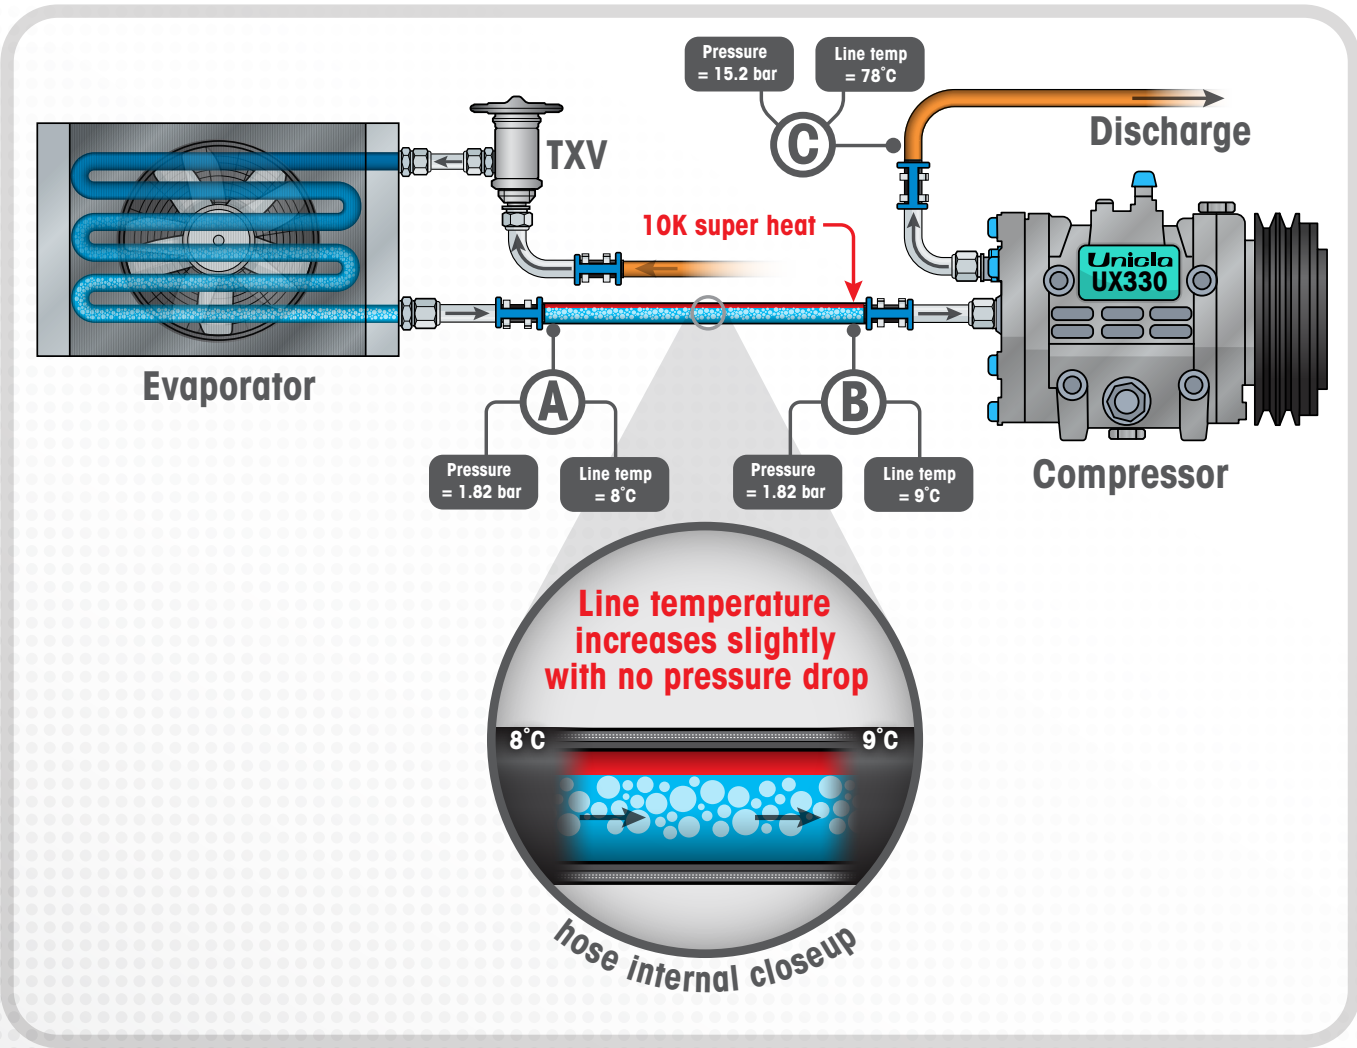 Pressure
= 15.2 bar
Line temp
= 78°C
C
Discharge
TXV
10K super heat
Unicla
UX330
Evaporator
A
B
Pressure
= 1.82 bar
Line temp
= 8°C
Pressure
= 1.82 bar
Line temp
= 9°C
Compressor
Line temperature
increases slightly
with no pressure drop
8°C
9°C
hose internal closeup